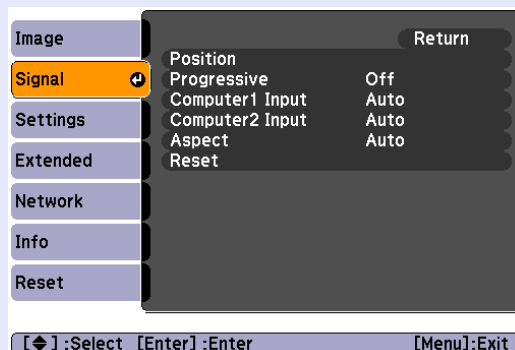 Image
Signal
Settings
Extended
Network
Info
Reset
Return
Position
Progressive Off
Computer1 Input Auto
Computer2 Input Auto
Aspect Auto
Reset
[◆] :Select [Enter] :Enter [Menu]:Exit